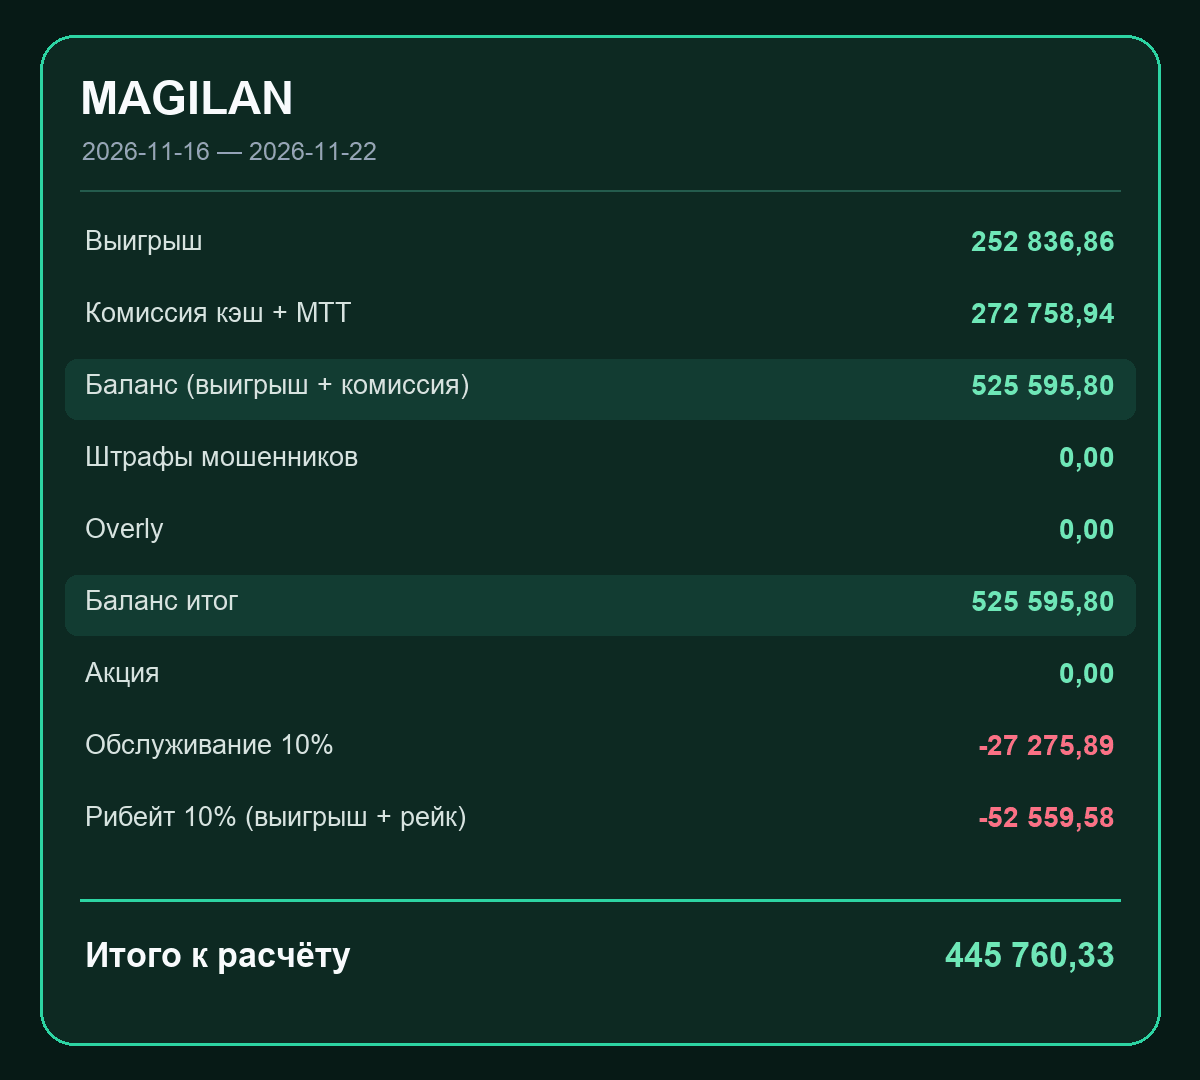 MAGILAN
2026-11-16 — 2026-11-22
Выигрыш 252 836,86
Комиссия кэш + МТТ 272 758,94
Баланс (выигрыш + комиссия) 525 595,80
Штрафы мошенников 0,00
Overly 0,00
Баланс итог 525 595,80
Акция 0,00
Обслуживание 10% -27 275,89
Рибейт 10% (выигрыш + рейк) -52 559,58
Итого к расчёту 445 760,33